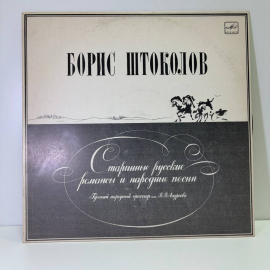 БОРИС ШТОКОЛОВ
Старинные русские
романсы и народные песни
Русский народный оркестр им. В.В.Андреева